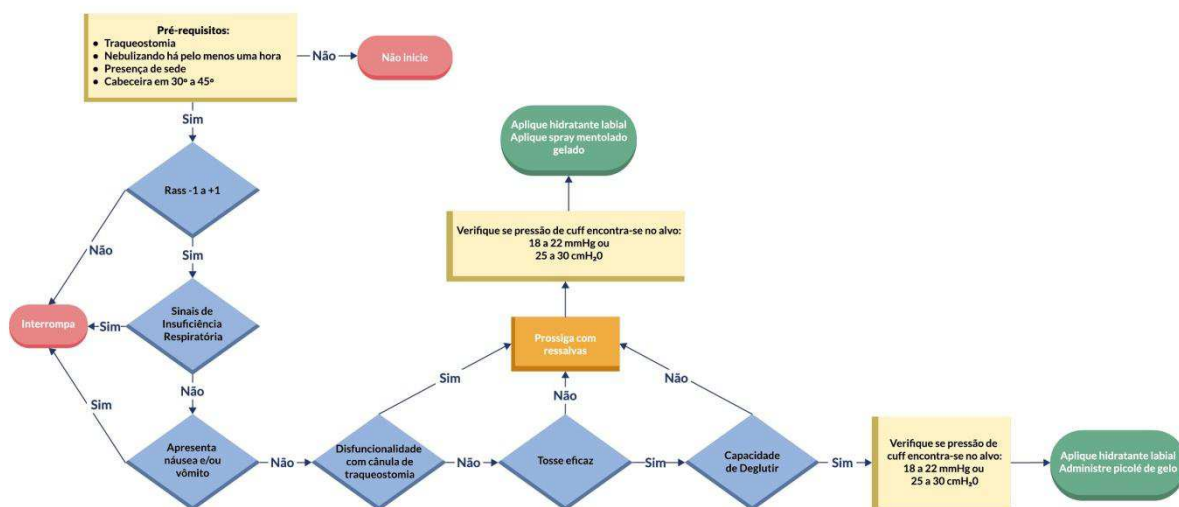 Pré-requisitos:
• Traqueostomia
• Nebulizando há pelo menos uma hora
• Presença de sede
• Cabeceira em 30º a 45º
Não
Não inicie
Sim
Rass -1 a +1
Não
Sim
Interrompa
Sim
Sinais de
Insuficiência
Respiratória
Não
Sim
Apresenta
náusea e/ou
vômito
Não
Disfuncionalidade
com cânula de
traqueostomia
Sim
Não
Tosse eficaz
Não
Sim
Capacidade
de Deglutir
Não
Sim
Prossiga com
ressalvas
Verifique se pressão de cuff encontra-se no alvo:
18 a 22 mmHg ou
25 a 30 cmH₂0
Aplique hidratante labial
Aplique spray mentolado
gelado
Verifique se pressão de
cuff encontra-se no alvo:
18 a 22 mmHg ou
25 a 30 cmH₂0
Aplique hidratante labial
Administre picolé de gelo